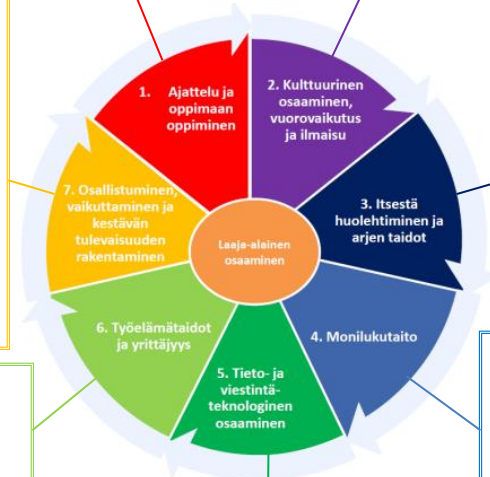 1. Ajattelu ja
oppimaan
oppiminen
2. Kulttuurinen
osaaminen,
vuorovaikutus
ja ilmaisu
3. Itsestä
huolehtiminen ja
arjen taidot
4. Monilukutaito
5. Tieto- ja
viestintä-
teknologinen
osaaminen
6. Työelämätaidot
ja yrittäjyys
7. Osallistuminen,
vaikuttaminen ja
kestävän
tulevaisuuden
rakentaminen
Laaja-alainen
osaaminen